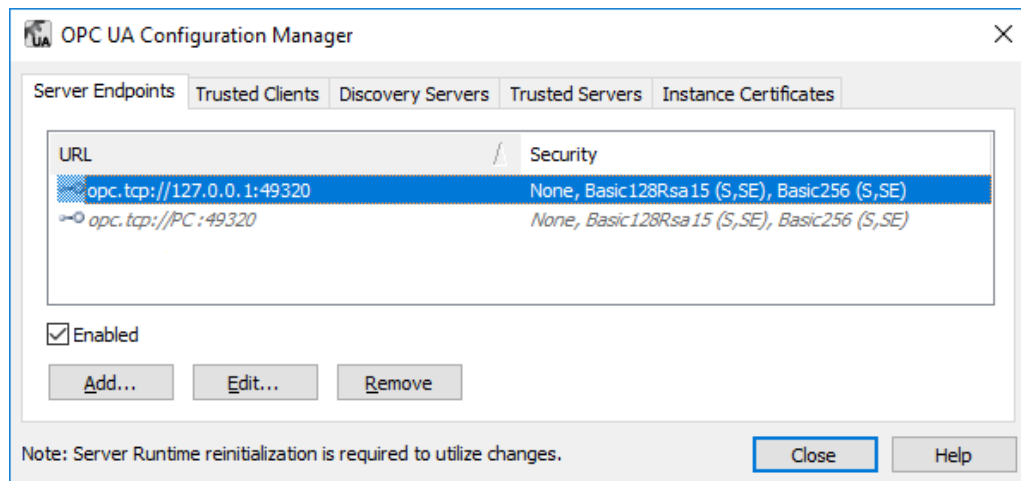 UA OPC UA Configuration Manager
Server Endpoints Trusted Clients Discovery Servers Trusted Servers Instance Certificates
URL Security
opc.tcp://127.0.0.1:49320 None, Basic128Rsa15 (S,SE), Basic256 (S,SE)
opc.tcp://PC:49320 None, Basic128Rsa15 (S,SE), Basic256 (S,SE)
Enabled
Add... Edit... Remove
Note: Server Runtime reinitialization is required to utilize changes. Close Help